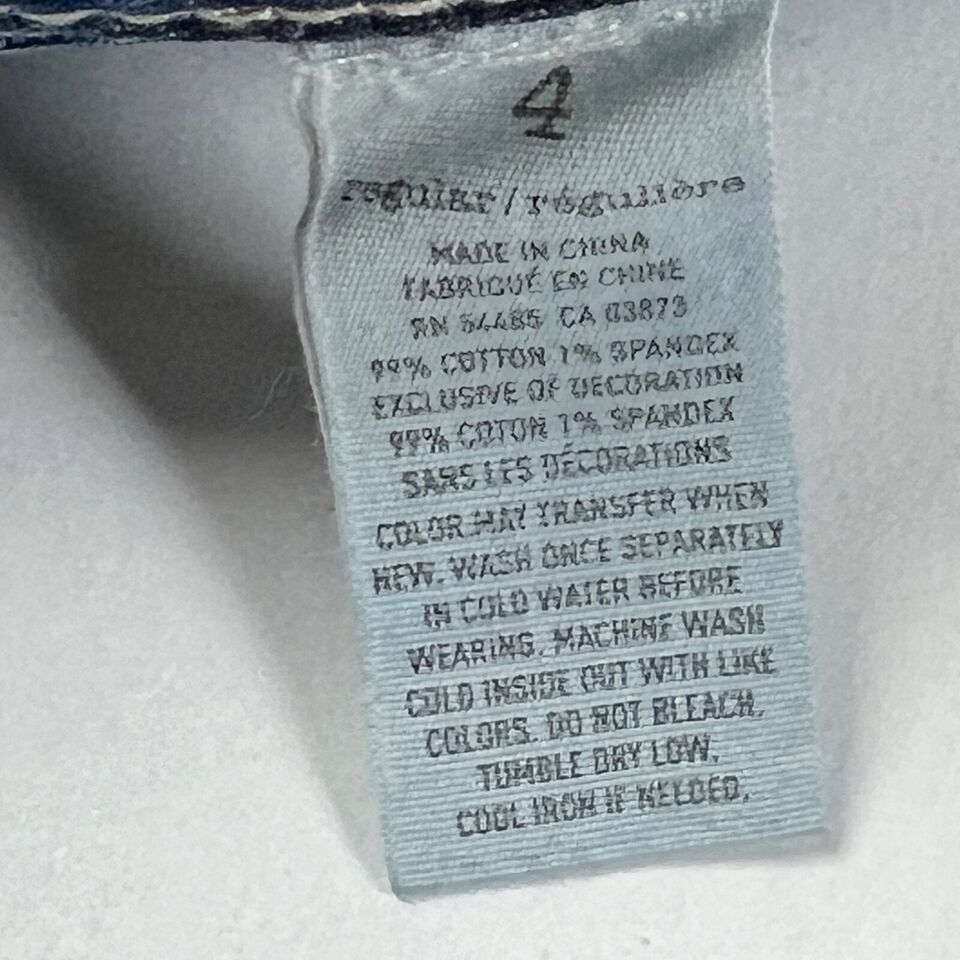 4
regular / régulière
MADE IN CHINA
FABRIQUÉ EN CHINE
RN 54485 CA 03873
99% COTTON 1% SPANDEX
EXCLUSIVE OF DECORATION
99% COTON 1% SPANDEX
SANS LES DÉCORATIONS
COLOR MAY TRANSFER WHEN
NEW. WASH ONCE SEPARATELY
IN COLD WATER BEFORE
WEARING. MACHINE WASH
COLD INSIDE OUT WITH LIKE
COLORS. DO NOT BLEACH.
TUMBLE DRY LOW.
COOL IRON IF NEEDED.